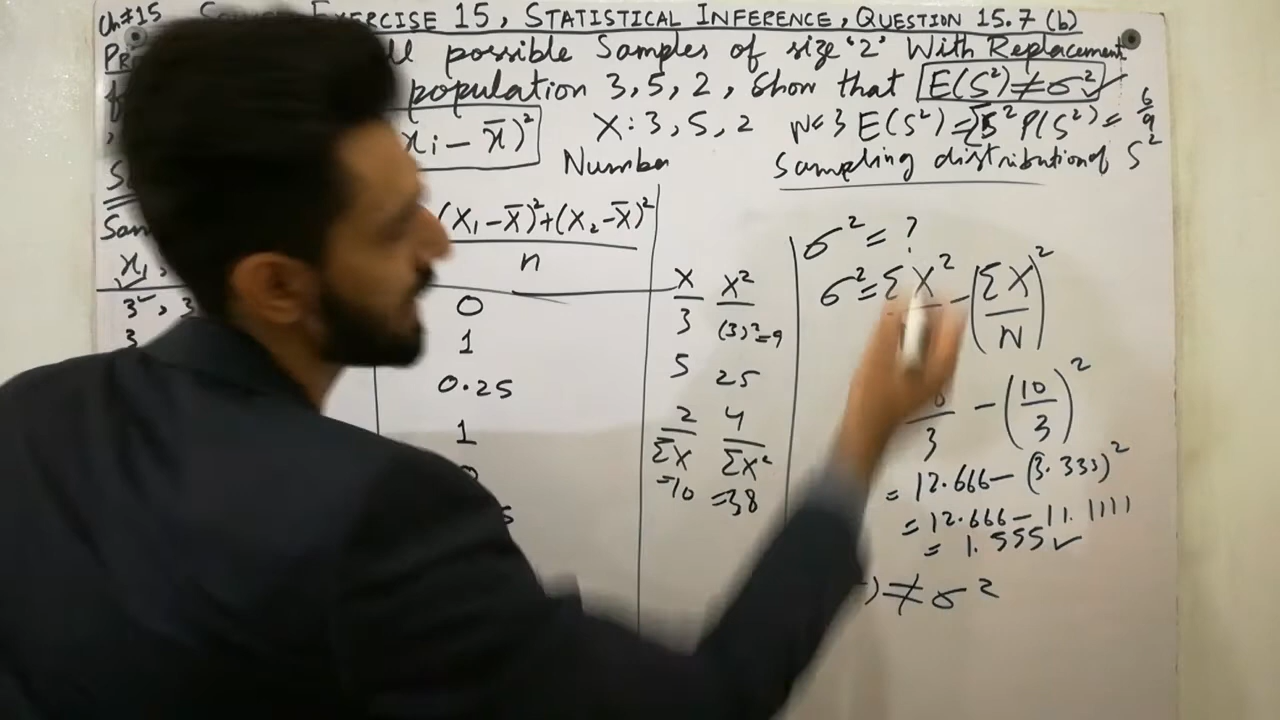 Ch#15
EXERCISE 15, STATISTICAL INFERENCE, QUESTION 15.7 (b)
possible Samples of size '2' With Replacement
population 3, 5, 2, Show that E(S²) ≠ σ² ✓
xi - x̄)²
X: 3, 5, 2
E(S²) = Σ S² P(S²) = 6/9
Number
Sampling distribution of S²
(X₁ - X̄)² + (X₂ - X̄)²
n
x₁,
3, 3
3
0
1
0.25
1
X X²
3 (3)²=9
5 25
2 4
ΣX ΣX²
=10 =38
σ² = ?
σ² = ΣX² - (ΣX/N)²
3 - (10/3)²
= 12.666 - (3.333)²
= 12.666 - 11.1111
= 1.555 ✓
) ≠ σ²